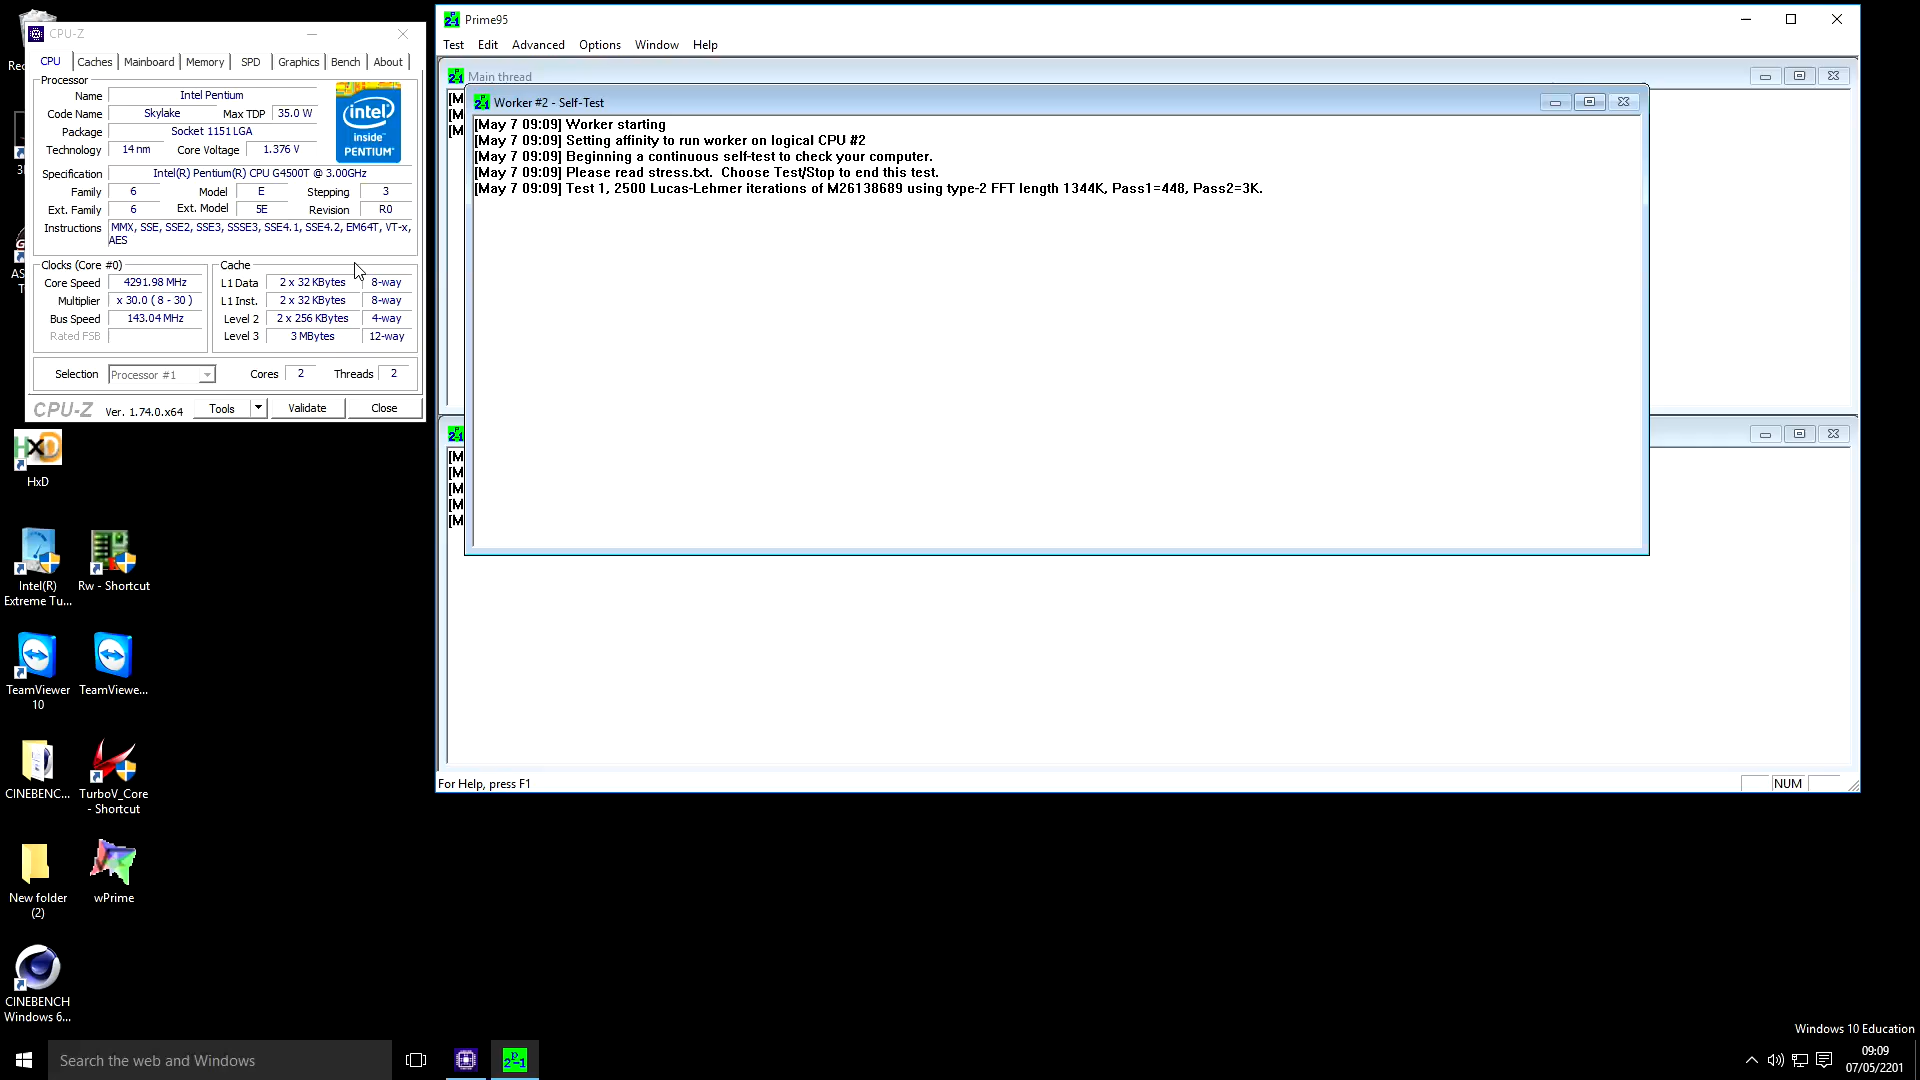 CPU-Z
CPU
Caches
Mainboard
Memory
SPD
Graphics
Bench
About
Processor
Name Intel Pentium
Code Name Skylake Max TDP 35.0 W
Package Socket 1151 LGA
Technology 14 nm Core Voltage 1.376 V
intel
inside™
PENTIUM®
Specification Intel(R) Pentium(R) CPU G4500T @ 3.00GHz
Family 6 Model E Stepping 3
Ext. Family 6 Ext. Model 5E Revision R0
Instructions MMX, SSE, SSE2, SSE3, SSSE3, SSE4.1, SSE4.2, EM64T, VT-x,
AES
Clocks (Core #0)
Core Speed 4291.98 MHz
Multiplier x 30.0 ( 8 - 30 )
Bus Speed 143.04 MHz
Rated FSB
Cache
L1 Data 2 x 32 KBytes 8-way
L1 Inst. 2 x 32 KBytes 8-way
Level 2 2 x 256 KBytes 4-way
Level 3 3 MBytes 12-way
Selection Processor #1 Cores 2 Threads 2
CPU-Z Ver. 1.74.0.x64 Tools Validate Close
Prime95
Test Edit Advanced Options Window Help
Main thread
[M
[M
[M
Worker #2 - Self-Test
[May 7 09:09] Worker starting
[May 7 09:09] Setting affinity to run worker on logical CPU #2
[May 7 09:09] Beginning a continuous self-test to check your computer.
[May 7 09:09] Please read stress.txt. Choose Test/Stop to end this test.
[May 7 09:09] Test 1, 2500 Lucas-Lehmer iterations of M26138689 using type-2 FFT length 1344K, Pass1=448, Pass2=3K.
[M
[M
[M
[M
[M
For Help, press F1
NUM
Rec
3
AS
T
HxD
Intel(R)
Extreme Tu...
Rw - Shortcut
TeamViewer
10
TeamViewe...
CINEBENC...
TurboV_Core
- Shortcut
New folder
(2)
wPrime
CINEBENCH
Windows 6...
Windows 10 Education
Search the web and Windows
09:09
07/05/2201